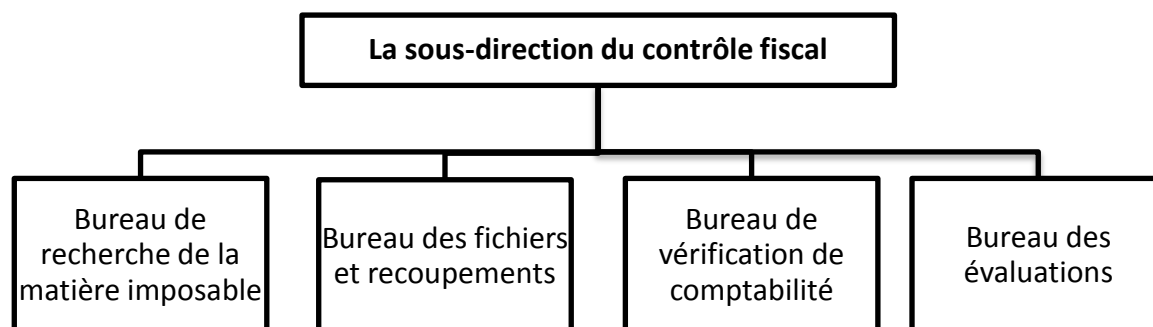 La sous-direction du contrôle fiscal
Bureau de
recherche de la
matière imposable
Bureau des fichiers
et recoupements
Bureau de
vérification de
comptabilité
Bureau des
évaluations